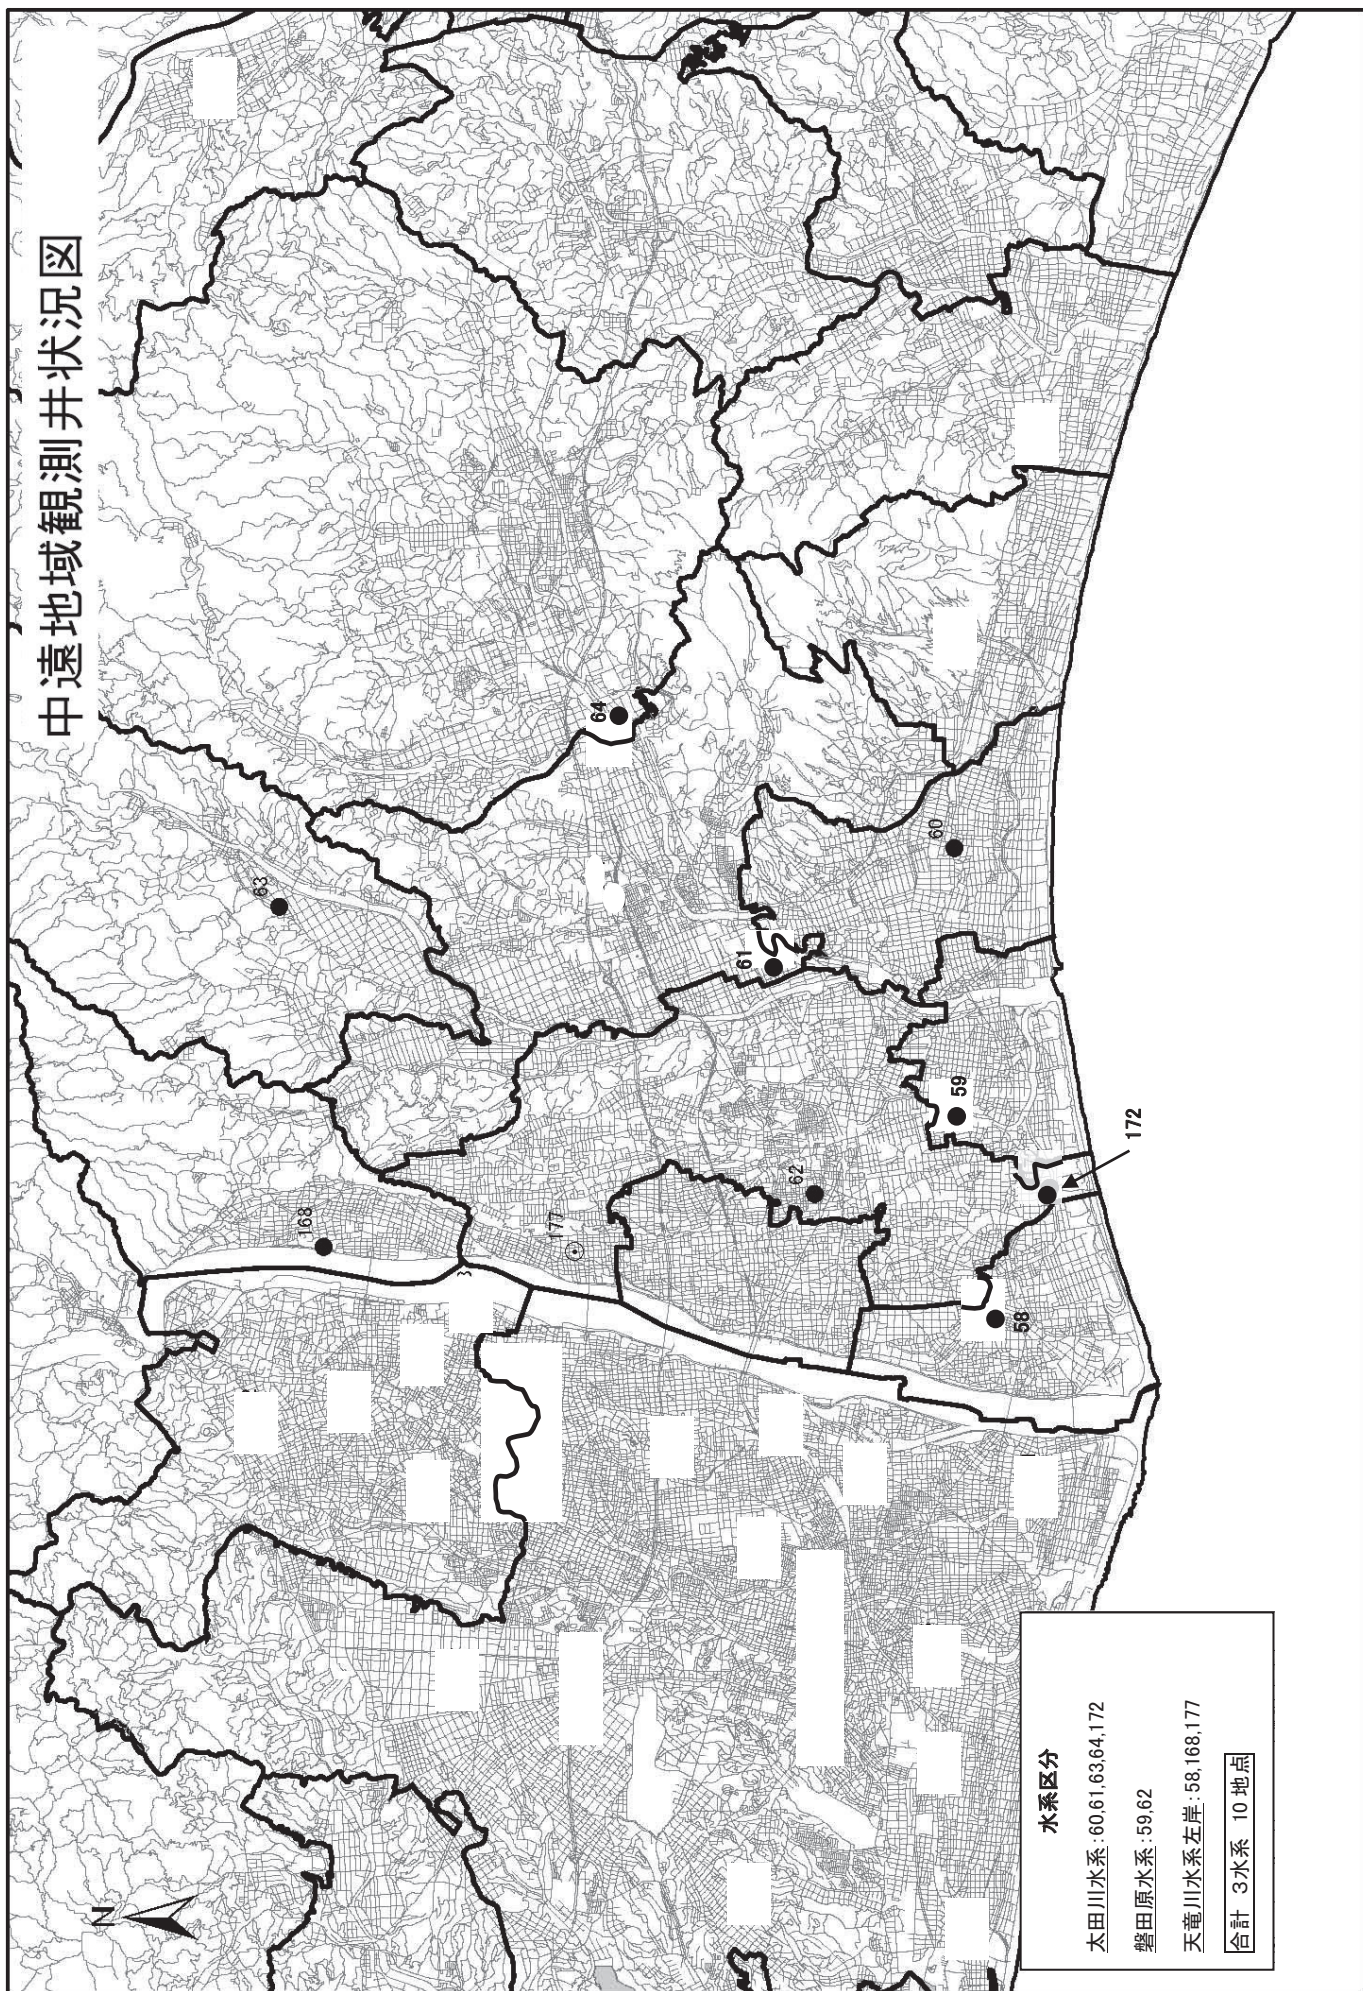 中遠地域観測井状況図
N
168
63
177
64
62
61
60
59
58
172
水系区分
太田川水系:60,61,63,64,172
磐田原水系:59,62
天竜川水系左岸:58,168,177
合計 3水系 10地点